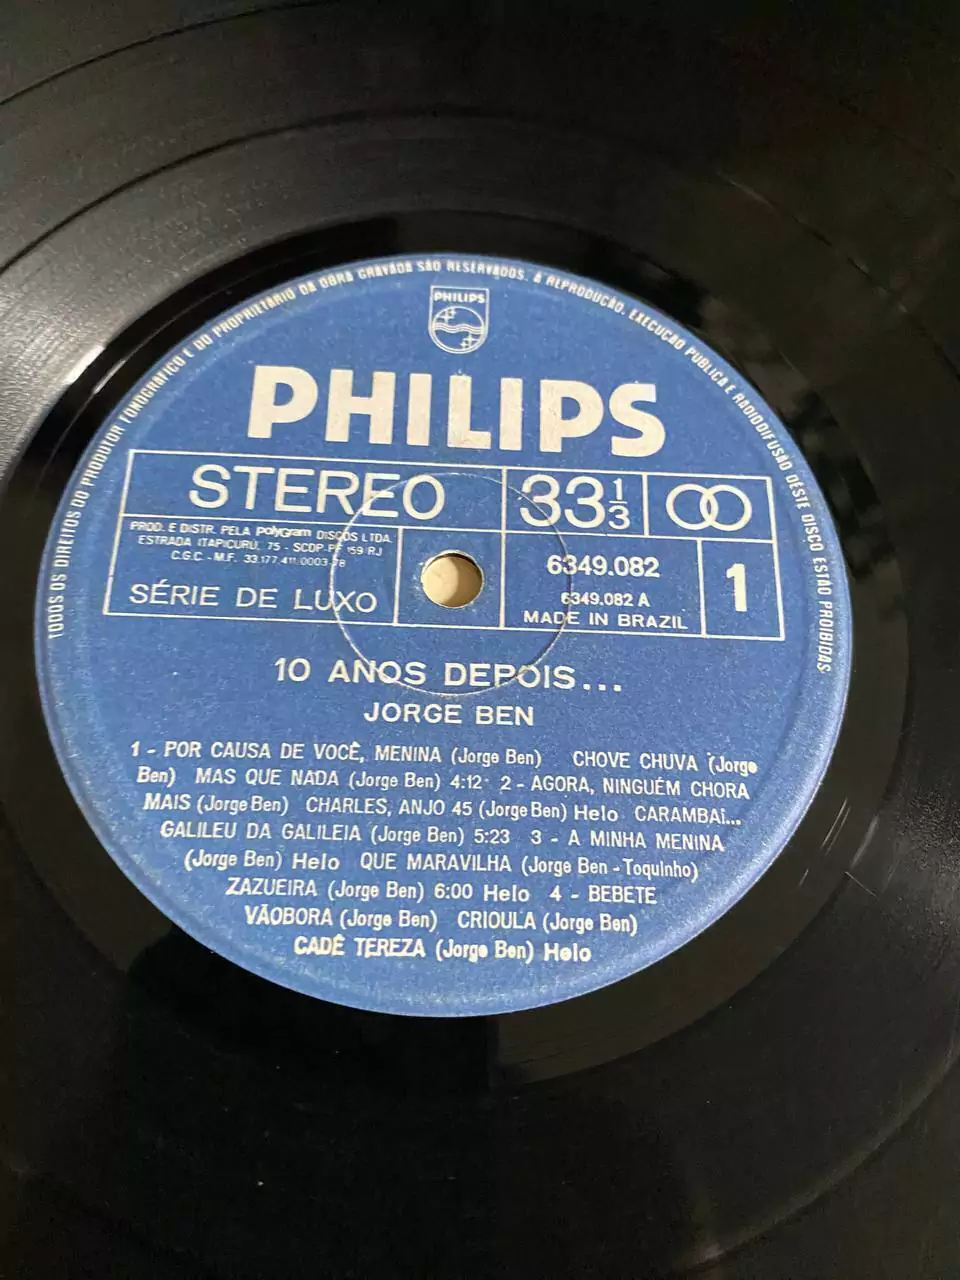 TODOS OS DIREITOS DO PRODUTOR FONOGRÁFICO E DO PROPRIETÁRIO DA OBRA GRAVADA SÃO RESERVADOS. A REPRODUÇÃO, EXECUÇÃO PÚBLICA E RADIODIFUSÃO DESTE DISCO ESTÃO PROIBIDAS
PHILIPS
PHILIPS
STEREO
33 1/3
PROD. E DISTR. PELA polygram DISCOS LTDA.
ESTRADA ITAPICURU, 75 - SCDP-PF 159/RJ
C.G.C. - M.F. 33.177.411/0003-78
SÉRIE DE LUXO
6349.082
6349.082 A
MADE IN BRAZIL
1
10 ANOS DEPOIS...
JORGE BEN
1 - POR CAUSA DE VOCÊ, MENINA (Jorge Ben) CHOVE CHUVA (Jorge
Ben) MAS QUE NADA (Jorge Ben) 4:12 2 - AGORA, NINGUÉM CHORA
MAIS (Jorge Ben) CHARLES, ANJO 45 (Jorge Ben) Helo CARAMBA!...
GALILEU DA GALILEIA (Jorge Ben) 5:23 3 - A MINHA MENINA
(Jorge Ben) Helo QUE MARAVILHA (Jorge Ben - Toquinho)
ZAZUEIRA (Jorge Ben) 6:00 Helo 4 - BEBETE
VÃOBORA (Jorge Ben) CRIOULA (Jorge Ben)
CADÊ TEREZA (Jorge Ben) Helo